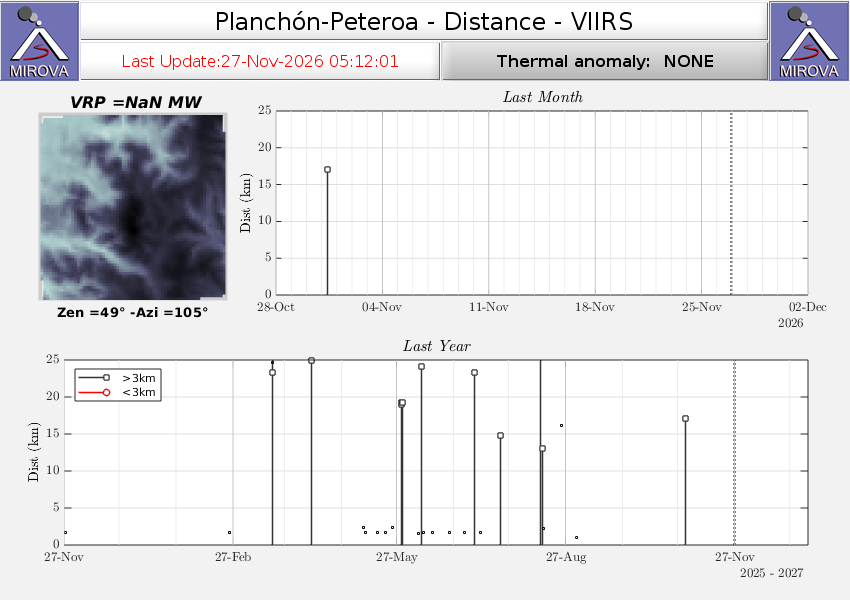 Planchón-Peteroa - Distance - VIIRS
MIROVA
MIROVA
Last Update:27-Nov-2026 05:12:01
Thermal anomaly: NONE
VRP =NaN MW
Zen =49° -Azi =105°
Last Month
Dist (km)
25
20
15
10
5
0
28-Oct
04-Nov
11-Nov
18-Nov
25-Nov
02-Dec
2026
Last Year
Dist (km)
25
20
15
10
5
0
>3km
<3km
27-Nov
27-Feb
27-May
27-Aug
27-Nov
2025 - 2027